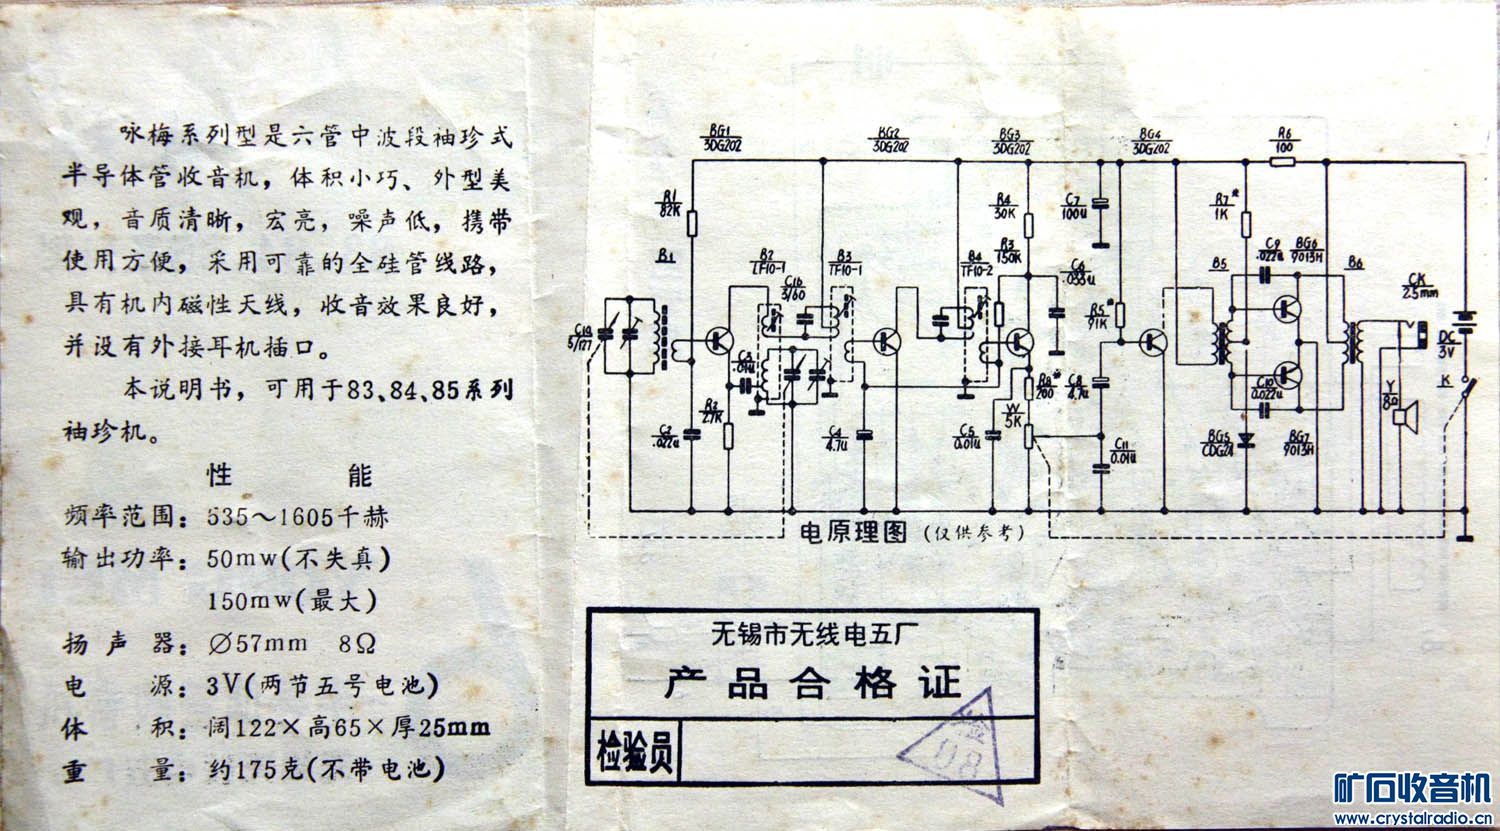 咏梅系列型是六管中波段袖珍式
半导体管收音机，体积小巧、外型美
观，音质清晰，宏亮，噪声低，携带
使用方便，采用可靠的全硅管线路，
具有机内磁性天线，收音效果良好，
并设有外接耳机插口。
本说明书，可用于83、84、85系列
袖珍机。
性 能
频率范围：535～1605千赫
输出功率：50mw(不失真)
150mw(最大)
扬声器：∅57mm 8Ω
电源：3V(两节五号电池)
体积：阔122×高65×厚25mm
重量：约175克(不带电池)
BG1
3DG202
BG2
3DG202
BG3
3DG202
BG4
3DG202
R6
100
R1
82K
R4
30K
C7
100u
R7*
1K
B1
B2
LF10-1
B3
TF10-1
B4
TF10-2
R3
150K
C6
.033u
B5
C9
.022u
BG6
9013H
B6
CK
2.5mm
C1a
5/127
C1b
3/60
C3
.01u
R5*
91K
DC
3V
R2
2.7K
R8*
200
C8
4.7u
C10
0.022u
Y
8Ω
K
C2
.022u
C4
4.7u
C5
0.01u
W
5K
C11
0.01u
BG5
CDG21
BG7
9013H
电原理图(仅供参考)
无锡市无线电五厂
产品合格证
检验员
检
08
矿石收音机
www.crystalradio.cn